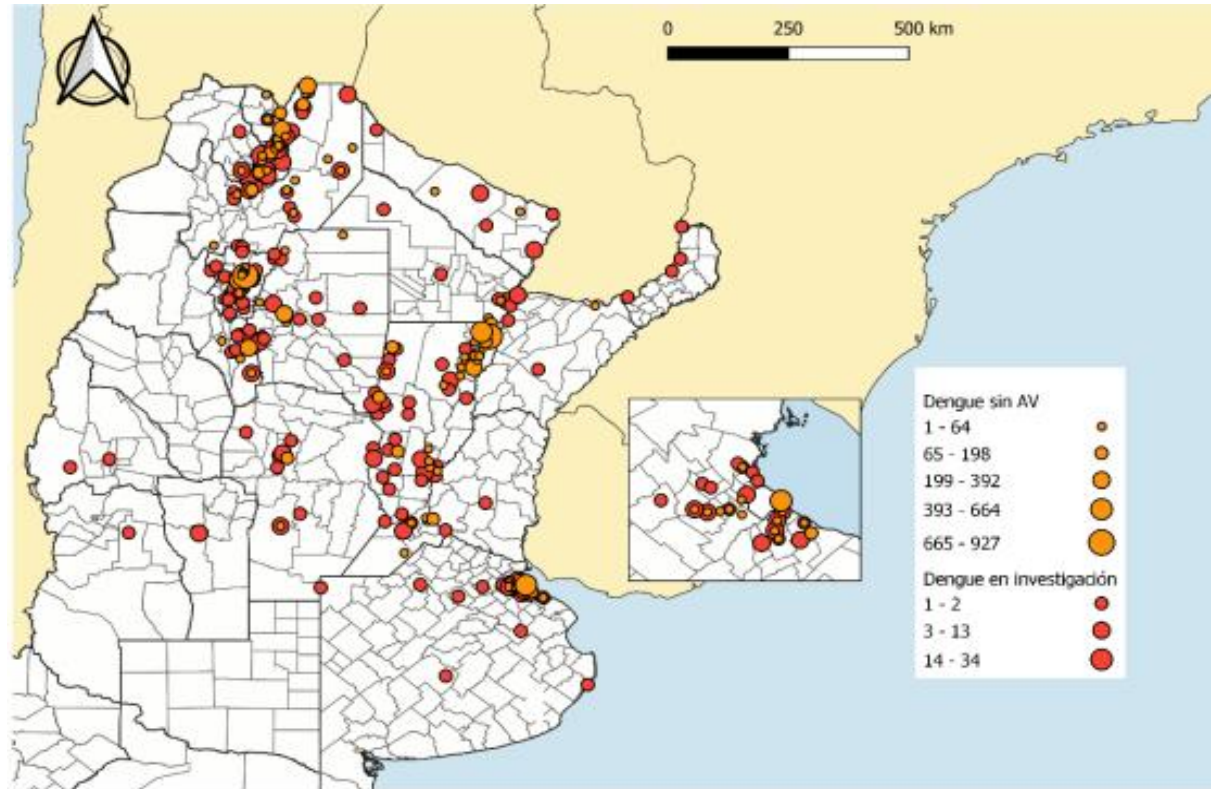 0 250 500 km
Dengue sin AV
1 - 64
65 - 198
199 - 392
393 - 664
665 - 927
Dengue en investigación
1 - 2
3 - 13
14 - 34